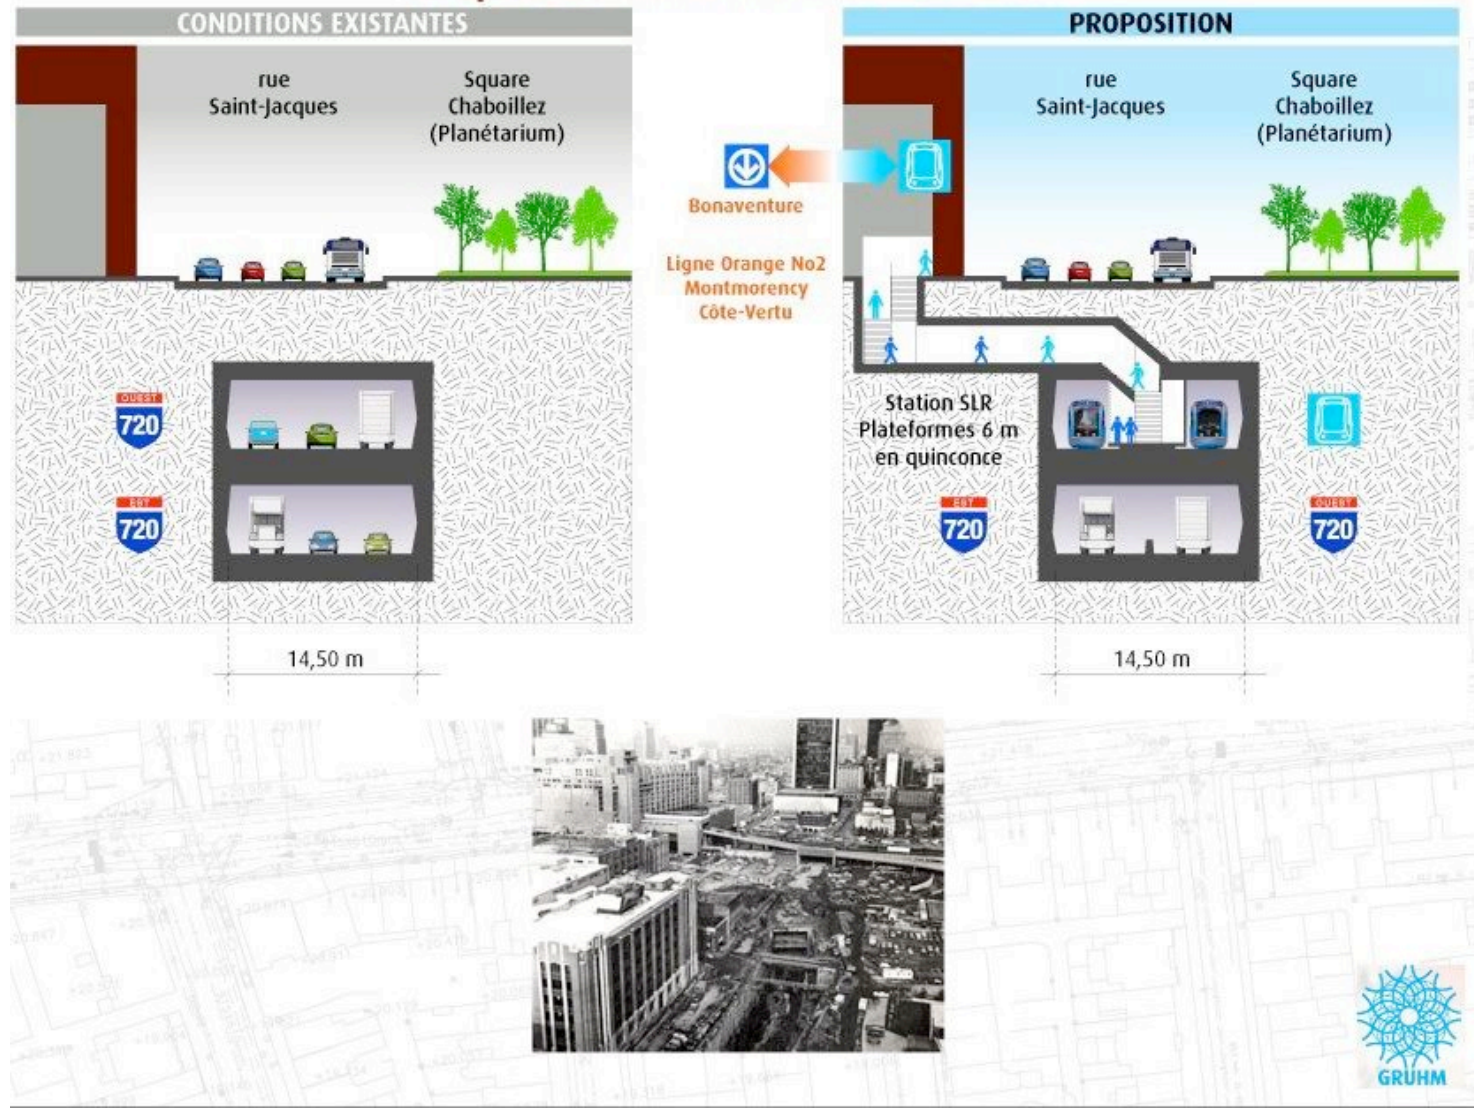 CONDITIONS EXISTANTES
rue
Saint-Jacques
Square
Chaboillez
(Planétarium)
OUEST
720
EST
720
14,50 m
Bonaventure
Ligne Orange No2
Montmorency
Côte-Vertu
PROPOSITION
rue
Saint-Jacques
Square
Chaboillez
(Planétarium)
Station SLR
Plateformes 6 m
en quinconce
EST
720
OUEST
720
14,50 m
GRUHM